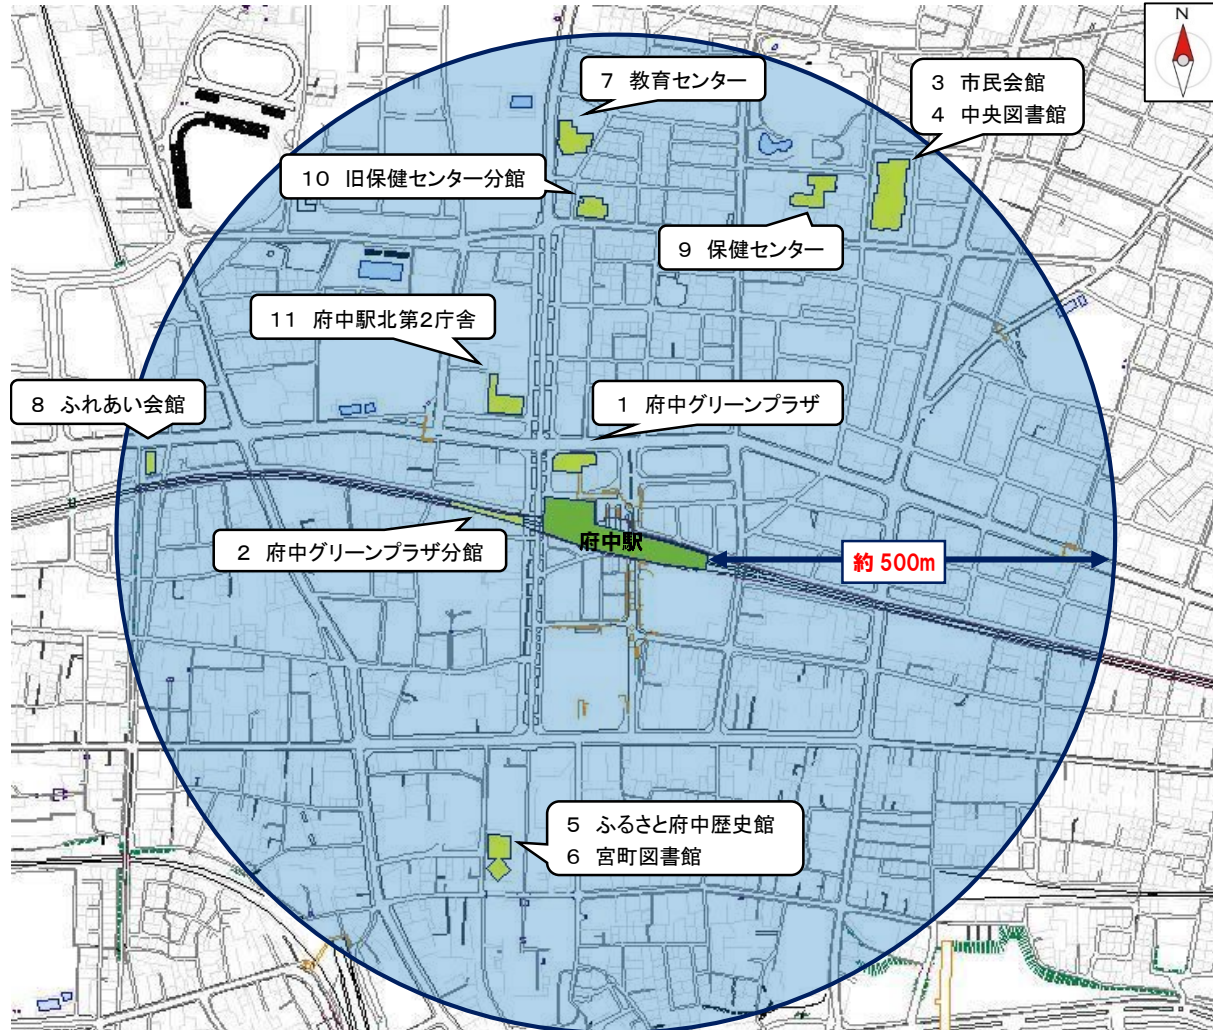 N
7 教育センター
3 市民会館
4 中央図書館
10 旧保健センター分館
9 保健センター
11 府中駅北第2庁舎
8 ふれあい会館
1 府中グリーンプラザ
2 府中グリーンプラザ分館
府中駅
約 500m
5 ふるさと府中歴史館
6 宮町図書館